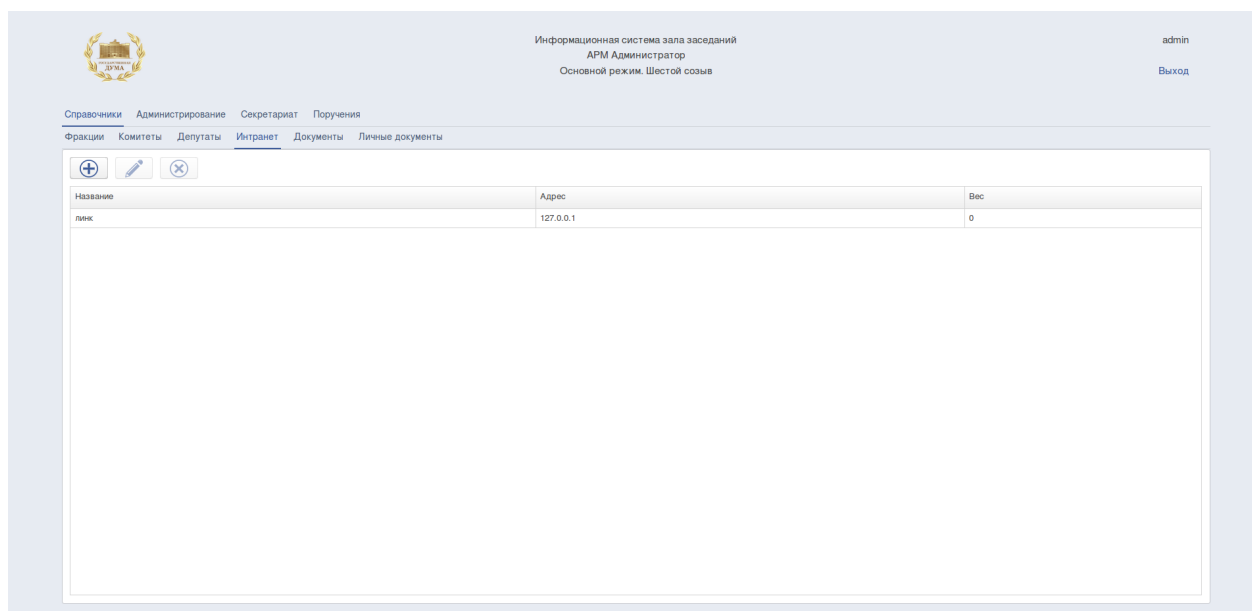 Информационная система зала заседаний
admin
АРМ Администратор
Основной режим. Шестой созыв
Выход
ДУМА
Справочники Администрирование Секретариат Поручения
Фракции Комитеты Депутаты Интранет Документы Личные документы
Название Адрес Вес
линк 127.0.0.1 0